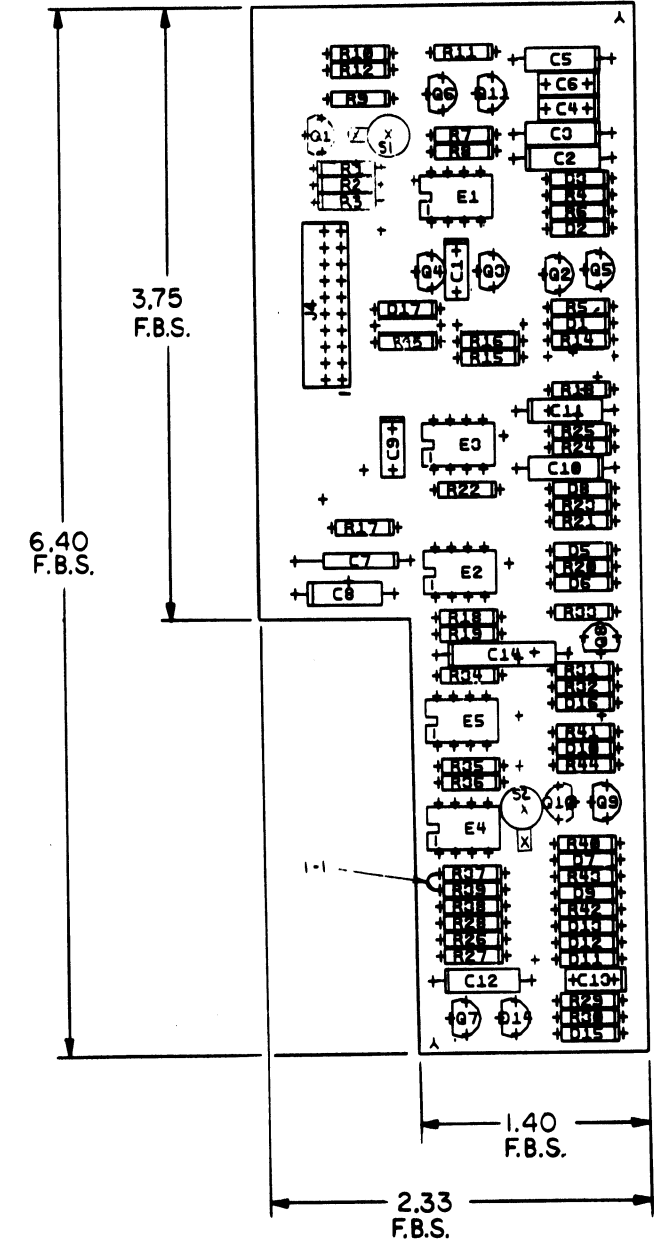 R10
R11
R12
C5
C6
R9
Q6
Q11
C4
Q1
S1
R7
C3
R8
C2
R2
R3
E1
D3
R4
R6
D2
J4
Q4
C1
Q3
Q2
Q5
3.75
F.B.S.
D17
R5
D1
R16
R14
R15
C11
C9
E3
R25
R24
C10
R22
D8
R23
R21
R17
6.40
F.B.S.
C7
E2
D5
R20
D6
C8
R18
R33
R19
Q8
C14
R34
R31
R32
D16
E5
R41
D10
R35
R44
R36
S2
Q10
Q9
E4
X
R40
D7
1-1
R37
R43
R39
D9
R38
R42
R28
D13
R26
D12
R27
D11
C12
C13
R29
Q7
Q14
R30
D15
1.40
F.B.S.
2.33
F.B.S.